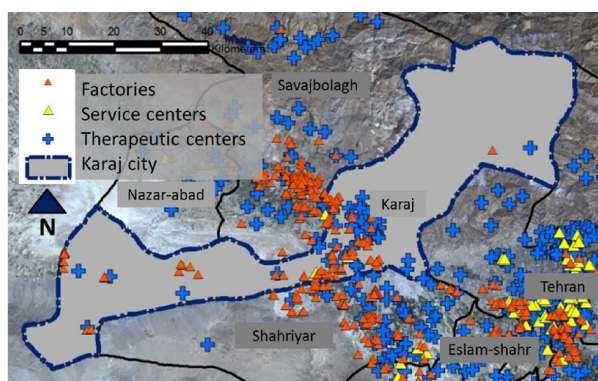 0 5 10 20 30 40
Kilometers
Savajbolagh
Factories
Service centers
Therapeutic centers
Karaj city
Nazar-abad
Karaj
N
Tehran
Shahriyar
Eslam-shahr